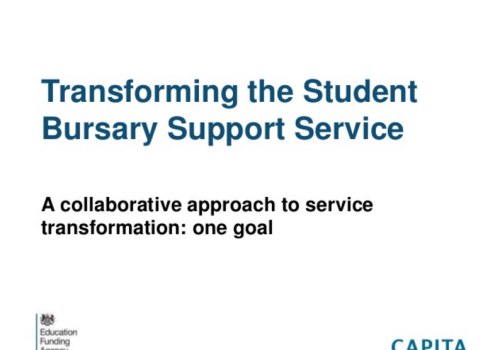 Transforming the Student
Bursary Support Service
A collaborative approach to service
transformation: one goal
Education
Funding
Agency
CAPITA